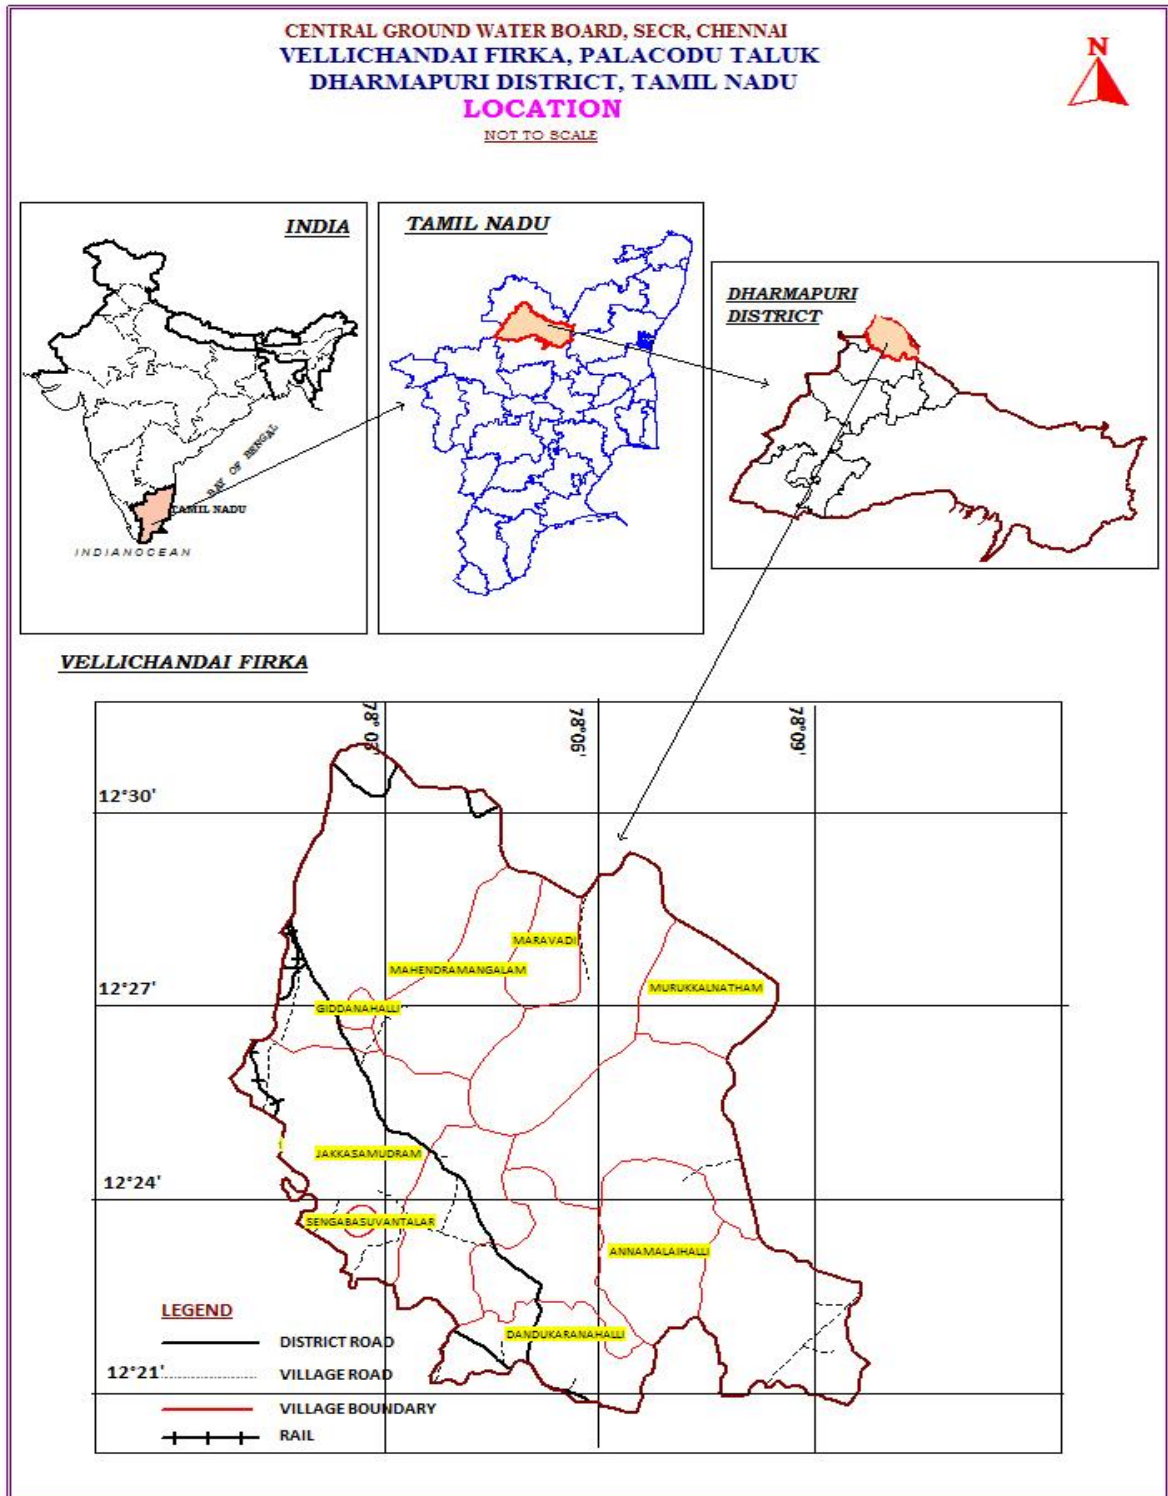 CENTRAL GROUND WATER BOARD, SECR, CHENNAI
VELLICHANDAI FIRKA, PALACODU TALUK
DHARMAPURI DISTRICT, TAMIL NADU
LOCATION
NOT TO SCALE
N
INDIA
BAY OF BENGAL
TAMIL NADU
INDIANOCEAN
TAMIL NADU
DHARMAPURI
DISTRICT
VELLICHANDAI FIRKA
78° 03'
78° 06'
78° 09'
12°30'
MARAVADI
MAHENDRAMANGALAM
MURUKKALNATHAM
12°27'
GIDDANAHALLI
JAKKASAMUDRAM
12°24'
SENGABASUVANTALAR
ANNAMALAIHALLI
DANDUKARANAHALLI
12°21'
LEGEND
DISTRICT ROAD
VILLAGE ROAD
VILLAGE BOUNDARY
RAIL